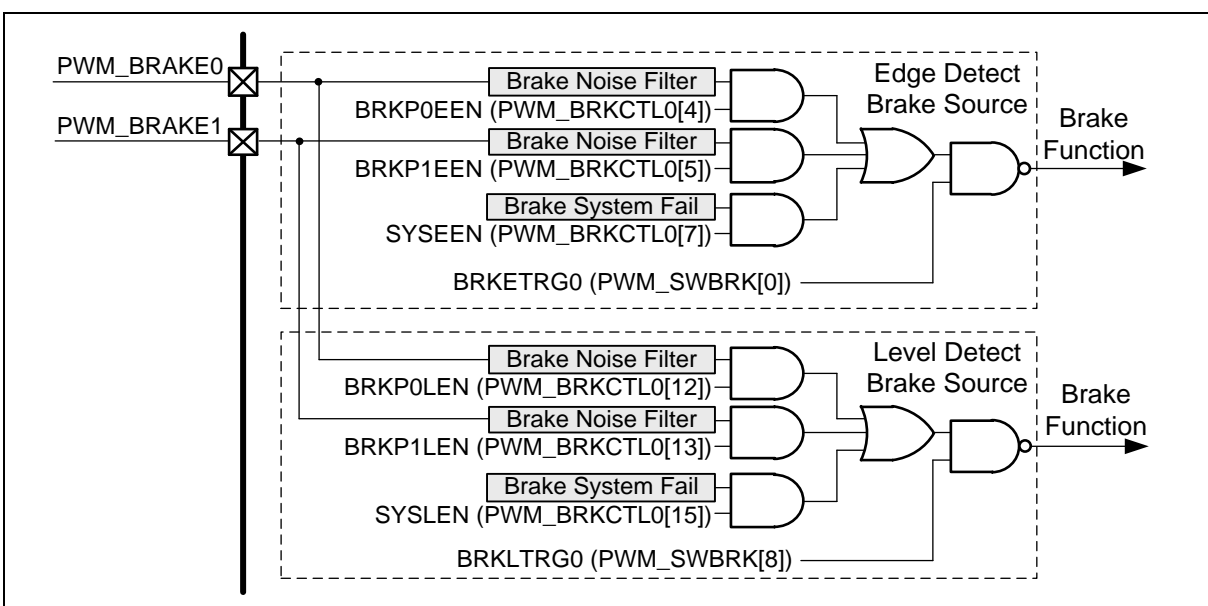 PWM_BRAKE0
PWM_BRAKE1
Brake Noise Filter
BRKP0EEN (PWM_BRKCTL0[4])
Brake Noise Filter
BRKP1EEN (PWM_BRKCTL0[5])
Brake System Fail
SYSEEN (PWM_BRKCTL0[7])
BRKETRG0 (PWM_SWBRK[0])
Edge Detect
Brake Source
Brake
Function
Brake Noise Filter
BRKP0LEN (PWM_BRKCTL0[12])
Brake Noise Filter
BRKP1LEN (PWM_BRKCTL0[13])
Brake System Fail
SYSLEN (PWM_BRKCTL0[15])
BRKLTRG0 (PWM_SWBRK[8])
Level Detect
Brake Source
Brake
Function